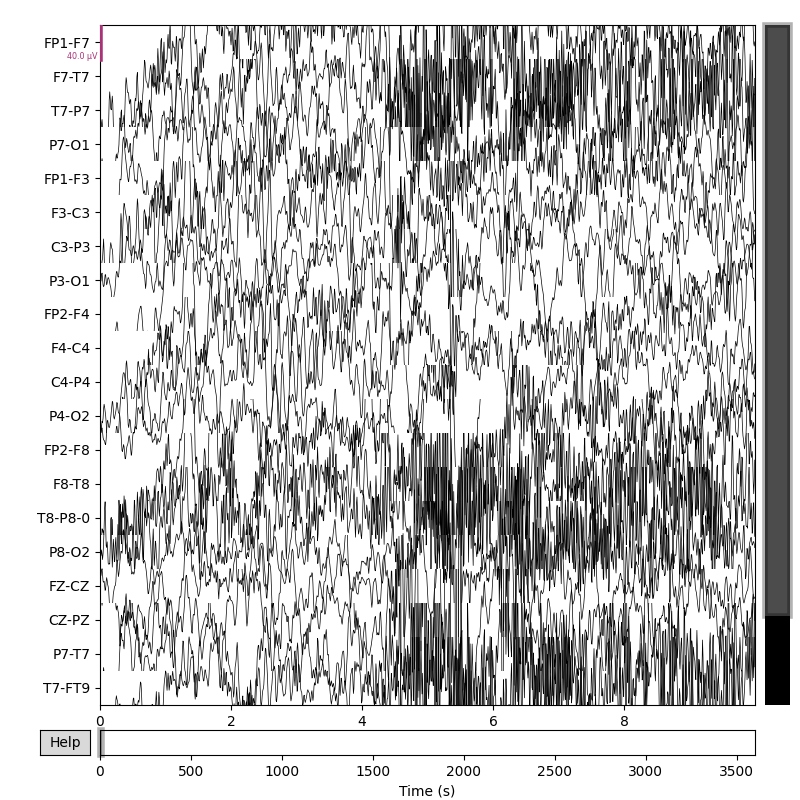 FP1-F7
40.0 µV
F7-T7
T7-P7
P7-O1
FP1-F3
F3-C3
C3-P3
P3-O1
FP2-F4
F4-C4
C4-P4
P4-O2
FP2-F8
F8-T8
T8-P8-0
P8-O2
FZ-CZ
CZ-PZ
P7-T7
T7-FT9
0 2 4 6 8
Help
0 500 1000 1500 2000 2500 3000 3500
Time (s)